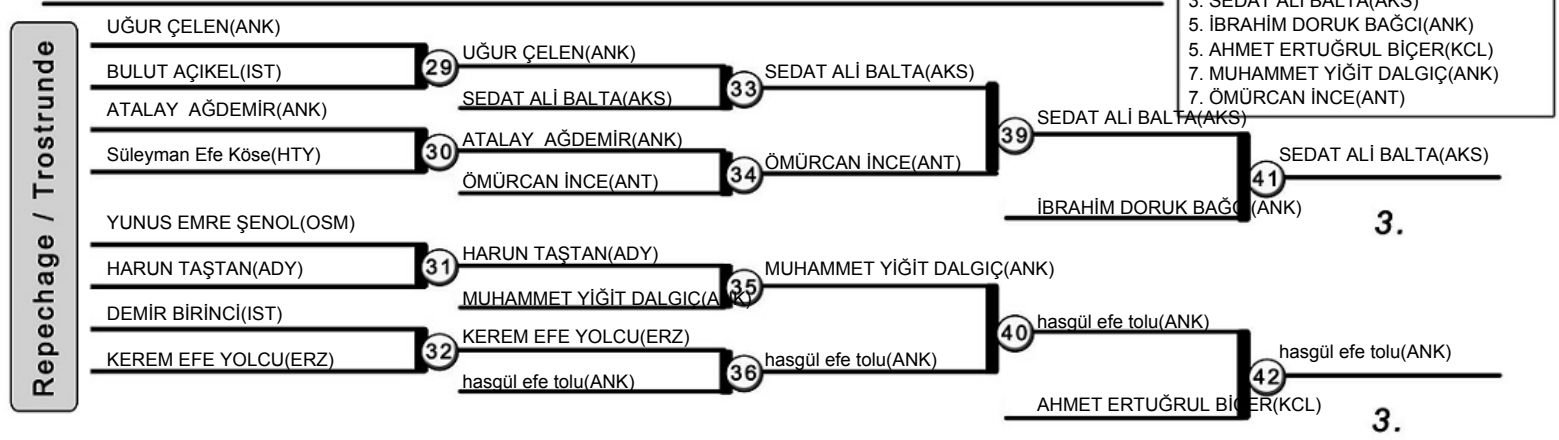 3. SEDAT ALİ BALTA(AKS)
5. İBRAHİM DORUK BAĞCI(ANK)
5. AHMET ERTUĞRUL BİÇER(KCL)
7. MUHAMMET YİĞİT DALGIÇ(ANK)
7. ÖMÜRCAN İNCE(ANT)
Repechage / Trostrunde
UĞUR ÇELEN(ANK)
BULUT AÇIKEL(IST)
ATALAY AĞDEMİR(ANK)
Süleyman Efe Köse(HTY)
YUNUS EMRE ŞENOL(OSM)
HARUN TAŞTAN(ADY)
DEMİR BİRİNCİ(IST)
KEREM EFE YOLCU(ERZ)
29
30
31
32
UĞUR ÇELEN(ANK)
SEDAT ALİ BALTA(AKS)
ATALAY AĞDEMİR(ANK)
ÖMÜRCAN İNCE(ANT)
HARUN TAŞTAN(ADY)
MUHAMMET YİĞİT DALGIÇ(ANK)
KEREM EFE YOLCU(ERZ)
hasgül efe tolu(ANK)
33
34
35
36
SEDAT ALİ BALTA(AKS)
ÖMÜRCAN İNCE(ANT)
MUHAMMET YİĞİT DALGIÇ(ANK)
hasgül efe tolu(ANK)
39
40
SEDAT ALİ BALTA(AKS)
İBRAHİM DORUK BAĞCI(ANK)
hasgül efe tolu(ANK)
AHMET ERTUĞRUL BİÇER(KCL)
41
42
SEDAT ALİ BALTA(AKS)
3.
hasgül efe tolu(ANK)
3.